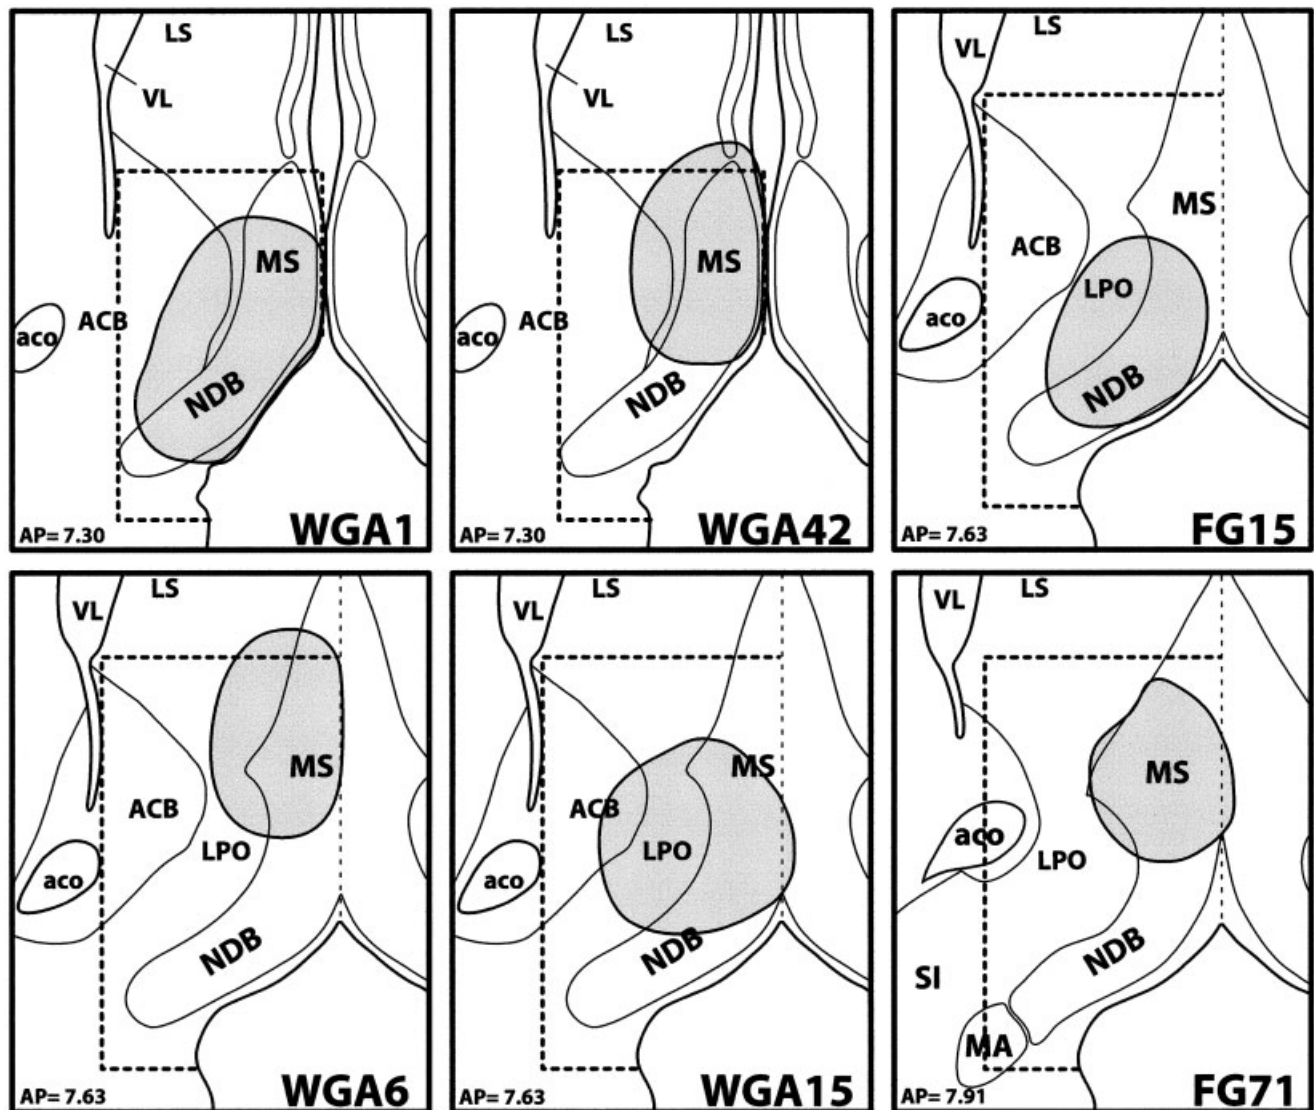 LS
VL
MS
ACB
aco
NDB
AP= 7.30
WGA1
LS
VL
MS
ACB
aco
NDB
AP= 7.30
WGA42
LS
VL
MS
ACB
LPO
aco
NDB
AP= 7.63
FG15
LS
VL
MS
ACB
LPO
aco
NDB
AP= 7.63
WGA6
LS
VL
MS
ACB
LPO
aco
NDB
AP= 7.63
WGA15
LS
VL
MS
aco
LPO
NDB
SI
MA
AP= 7.91
FG71